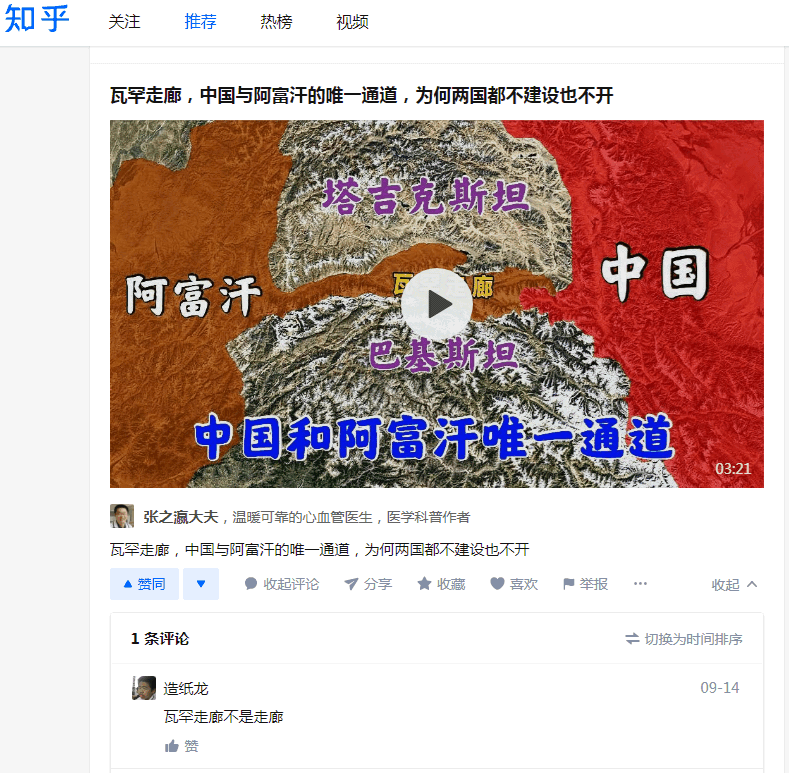 知乎 关注 推荐 热榜 视频
瓦罕走廊，中国与阿富汗的唯一通道，为何两国都不建设也不开
塔吉克斯坦
中国
阿富汗
瓦 廊
巴基斯坦
中国和阿富汗唯一通道
03:21
张之瀛大夫，温暖可靠的心血管医生，医学科普作者
瓦罕走廊，中国与阿富汗的唯一通道，为何两国都不建设也不开
赞同 收起评论 分享 收藏 喜欢 举报 ··· 收起
1 条评论 切换为时间排序
造纸龙 09-14
瓦罕走廊不是走廊
赞